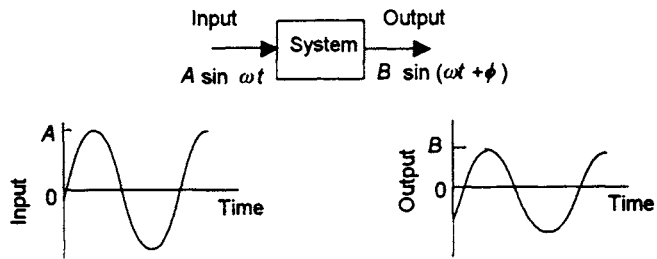 Input Output
System
A sin ωt B sin (ωt +ϕ)
A
0
Input
Time
B
0
Output
Time